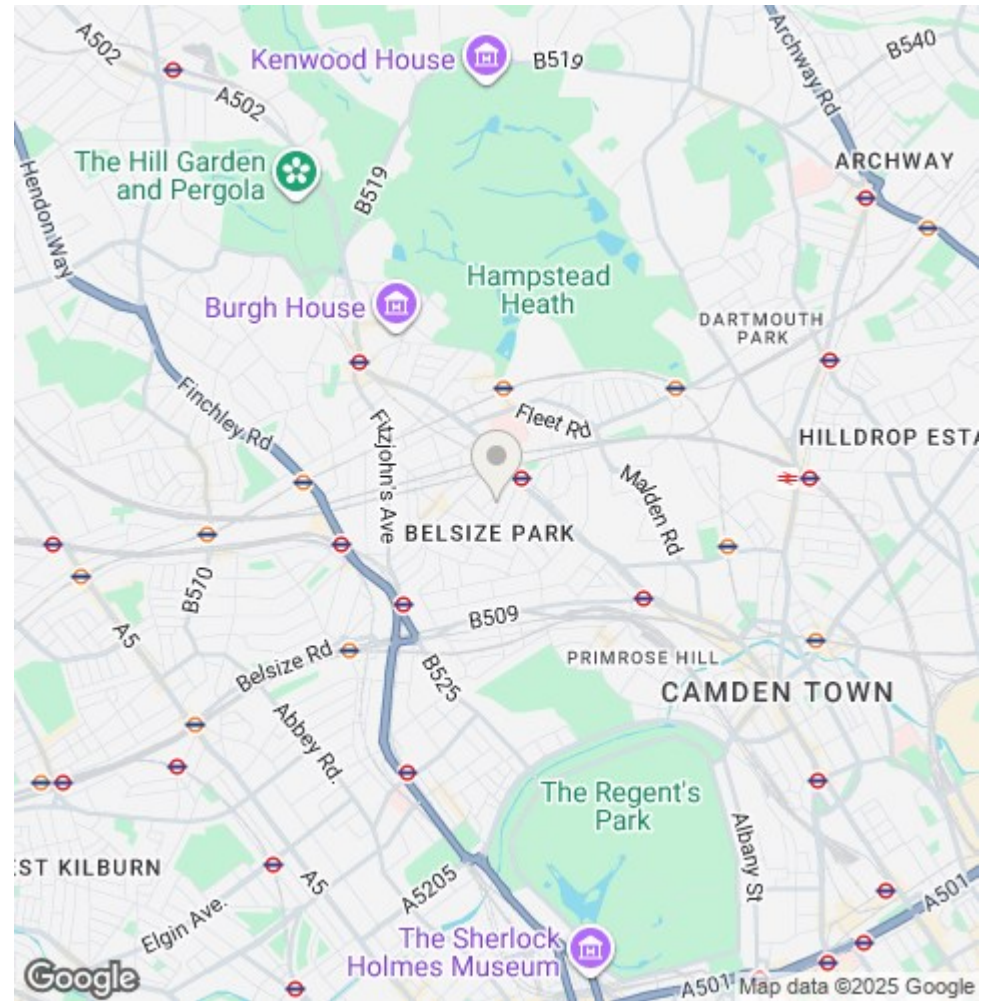 A502
Kenwood House
B519
B540
Archway Rd
A502
The Hill Garden
and Pergola
B519
ARCHWAY
Hendon Way
Hampstead
Heath
Burgh House
DARTMOUTH
PARK
Finchley Rd
Fitzjohn's Ave
Fleet Rd
HILLDROP ESTA
Malden Rd
BELSIZE PARK
B570
B509
A5
Belsize Rd
B525
PRIMROSE HILL
CAMDEN TOWN
Abbey Rd.
The Regent's
Park
Albany St
EST KILBURN
A5
A5205
A501
Elgin Ave.
The Sherlock
Holmes Museum
A501
Google
Map data ©2025 Google